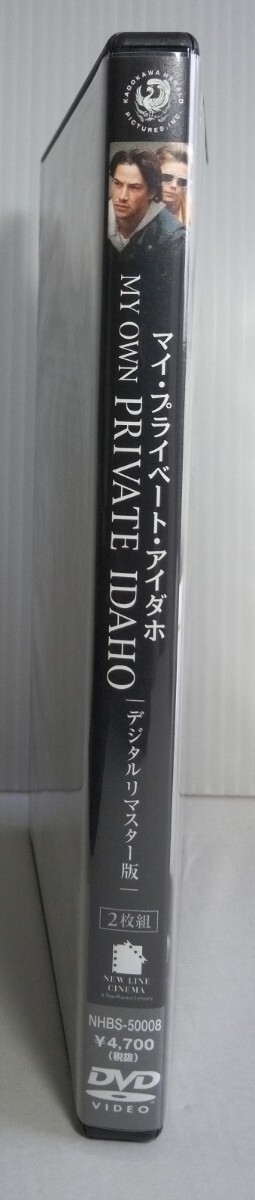 KADOKAWA HERALD
PICTURES, INC.
マイ・プライベート・アイダホ
MY OWN PRIVATE IDAHO
デジタルリマスター版
2枚組
NEW LINE
CINEMA
A TimeWarner Company
NHBS-50008
¥4,700
(税抜)
DVD
VIDEO